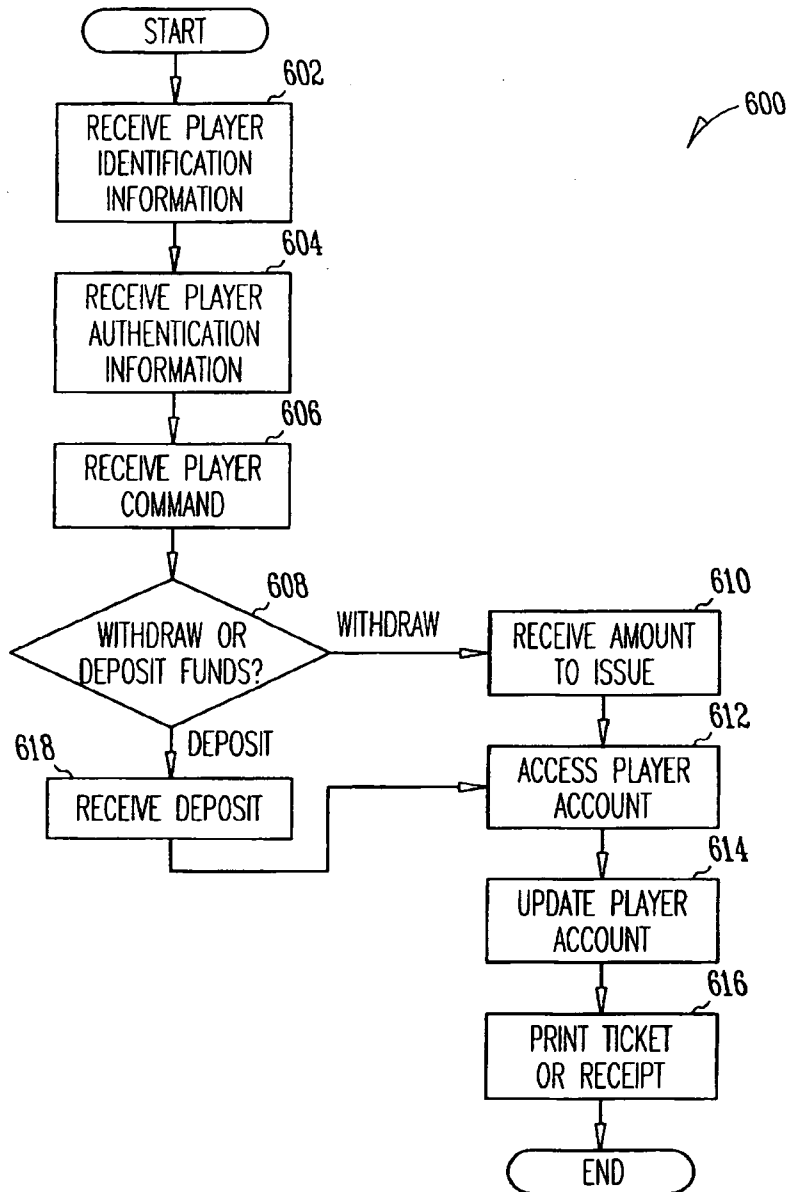 START
602
RECEIVE PLAYER
IDENTIFICATION
INFORMATION
600
604
RECEIVE PLAYER
AUTHENTICATION
INFORMATION
606
RECEIVE PLAYER
COMMAND
608
WITHDRAW OR
DEPOSIT FUNDS?
WITHDRAW
610
RECEIVE AMOUNT
TO ISSUE
DEPOSIT
618
RECEIVE DEPOSIT
612
ACCESS PLAYER
ACCOUNT
614
UPDATE PLAYER
ACCOUNT
616
PRINT TICKET
OR RECEIPT
END